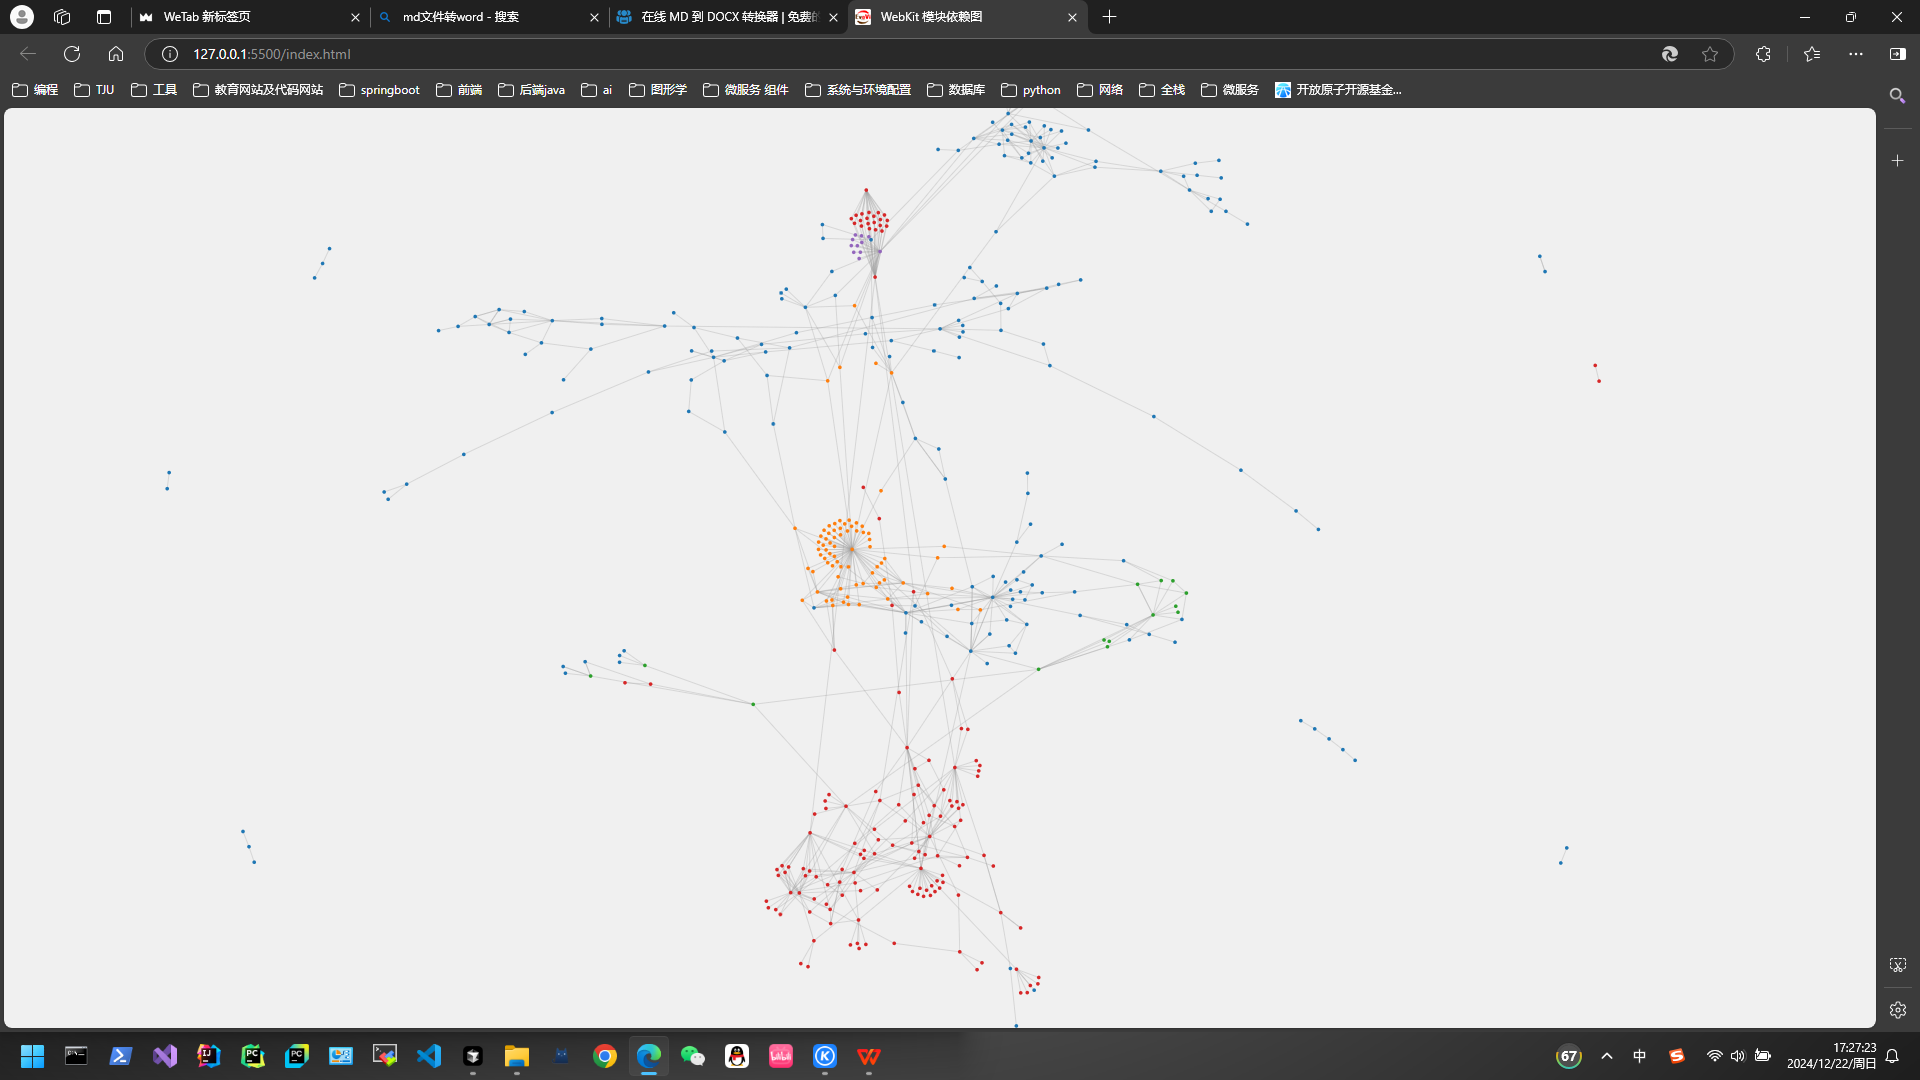 WeTab 新标签页
md文件转word - 搜索
在线 MD 到 DOCX 转换器 | 免费的
WebKit 模块依赖图
127.0.0.1:5500/index.html
编程
TJU
工具
教育网站及代码网站
springboot
前端
后端java
ai
图形学
微服务 组件
系统与环境配置
数据库
python
网络
全栈
微服务
开放原子开源基金...
67
中
17:27:23
2024/12/22/周日